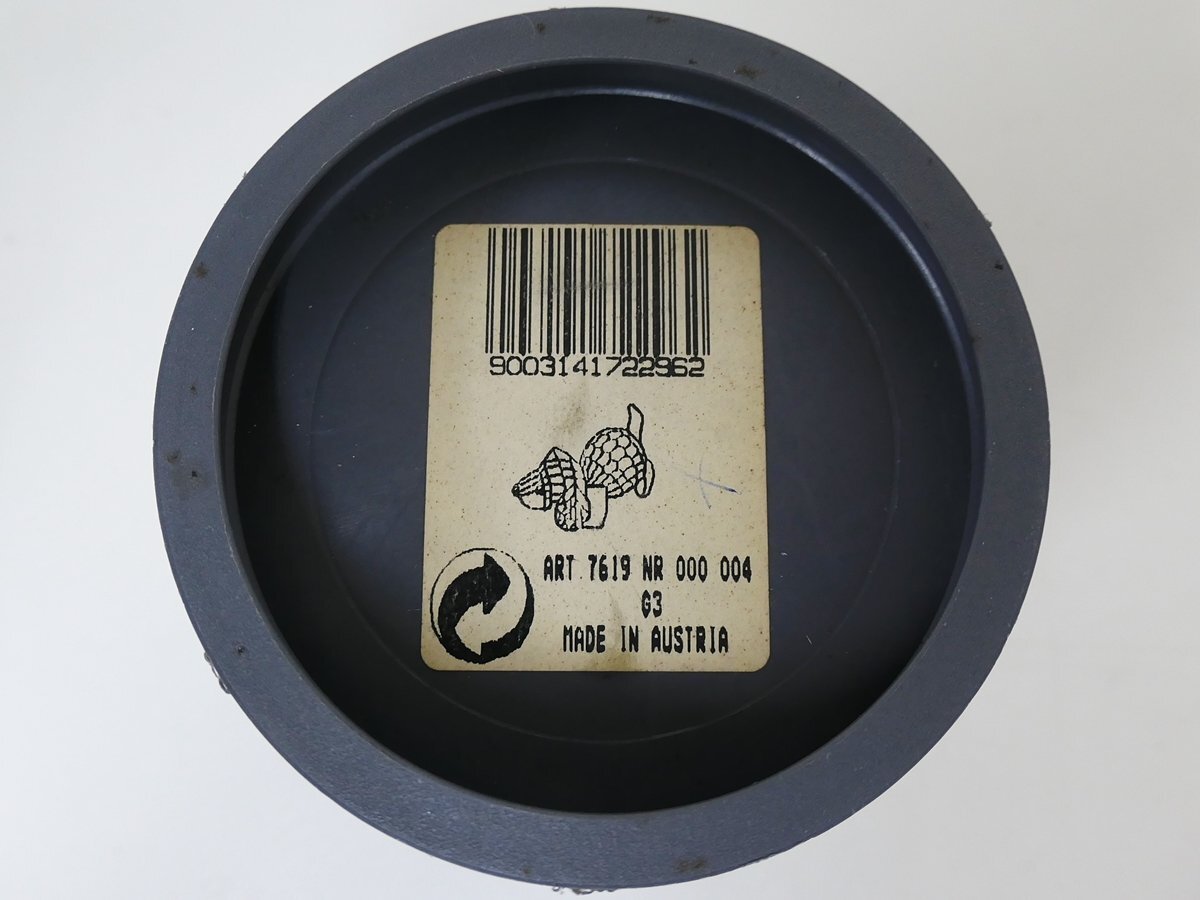 9003141722962
ART 7619 NR 000 004
G3
MADE IN AUSTRIA